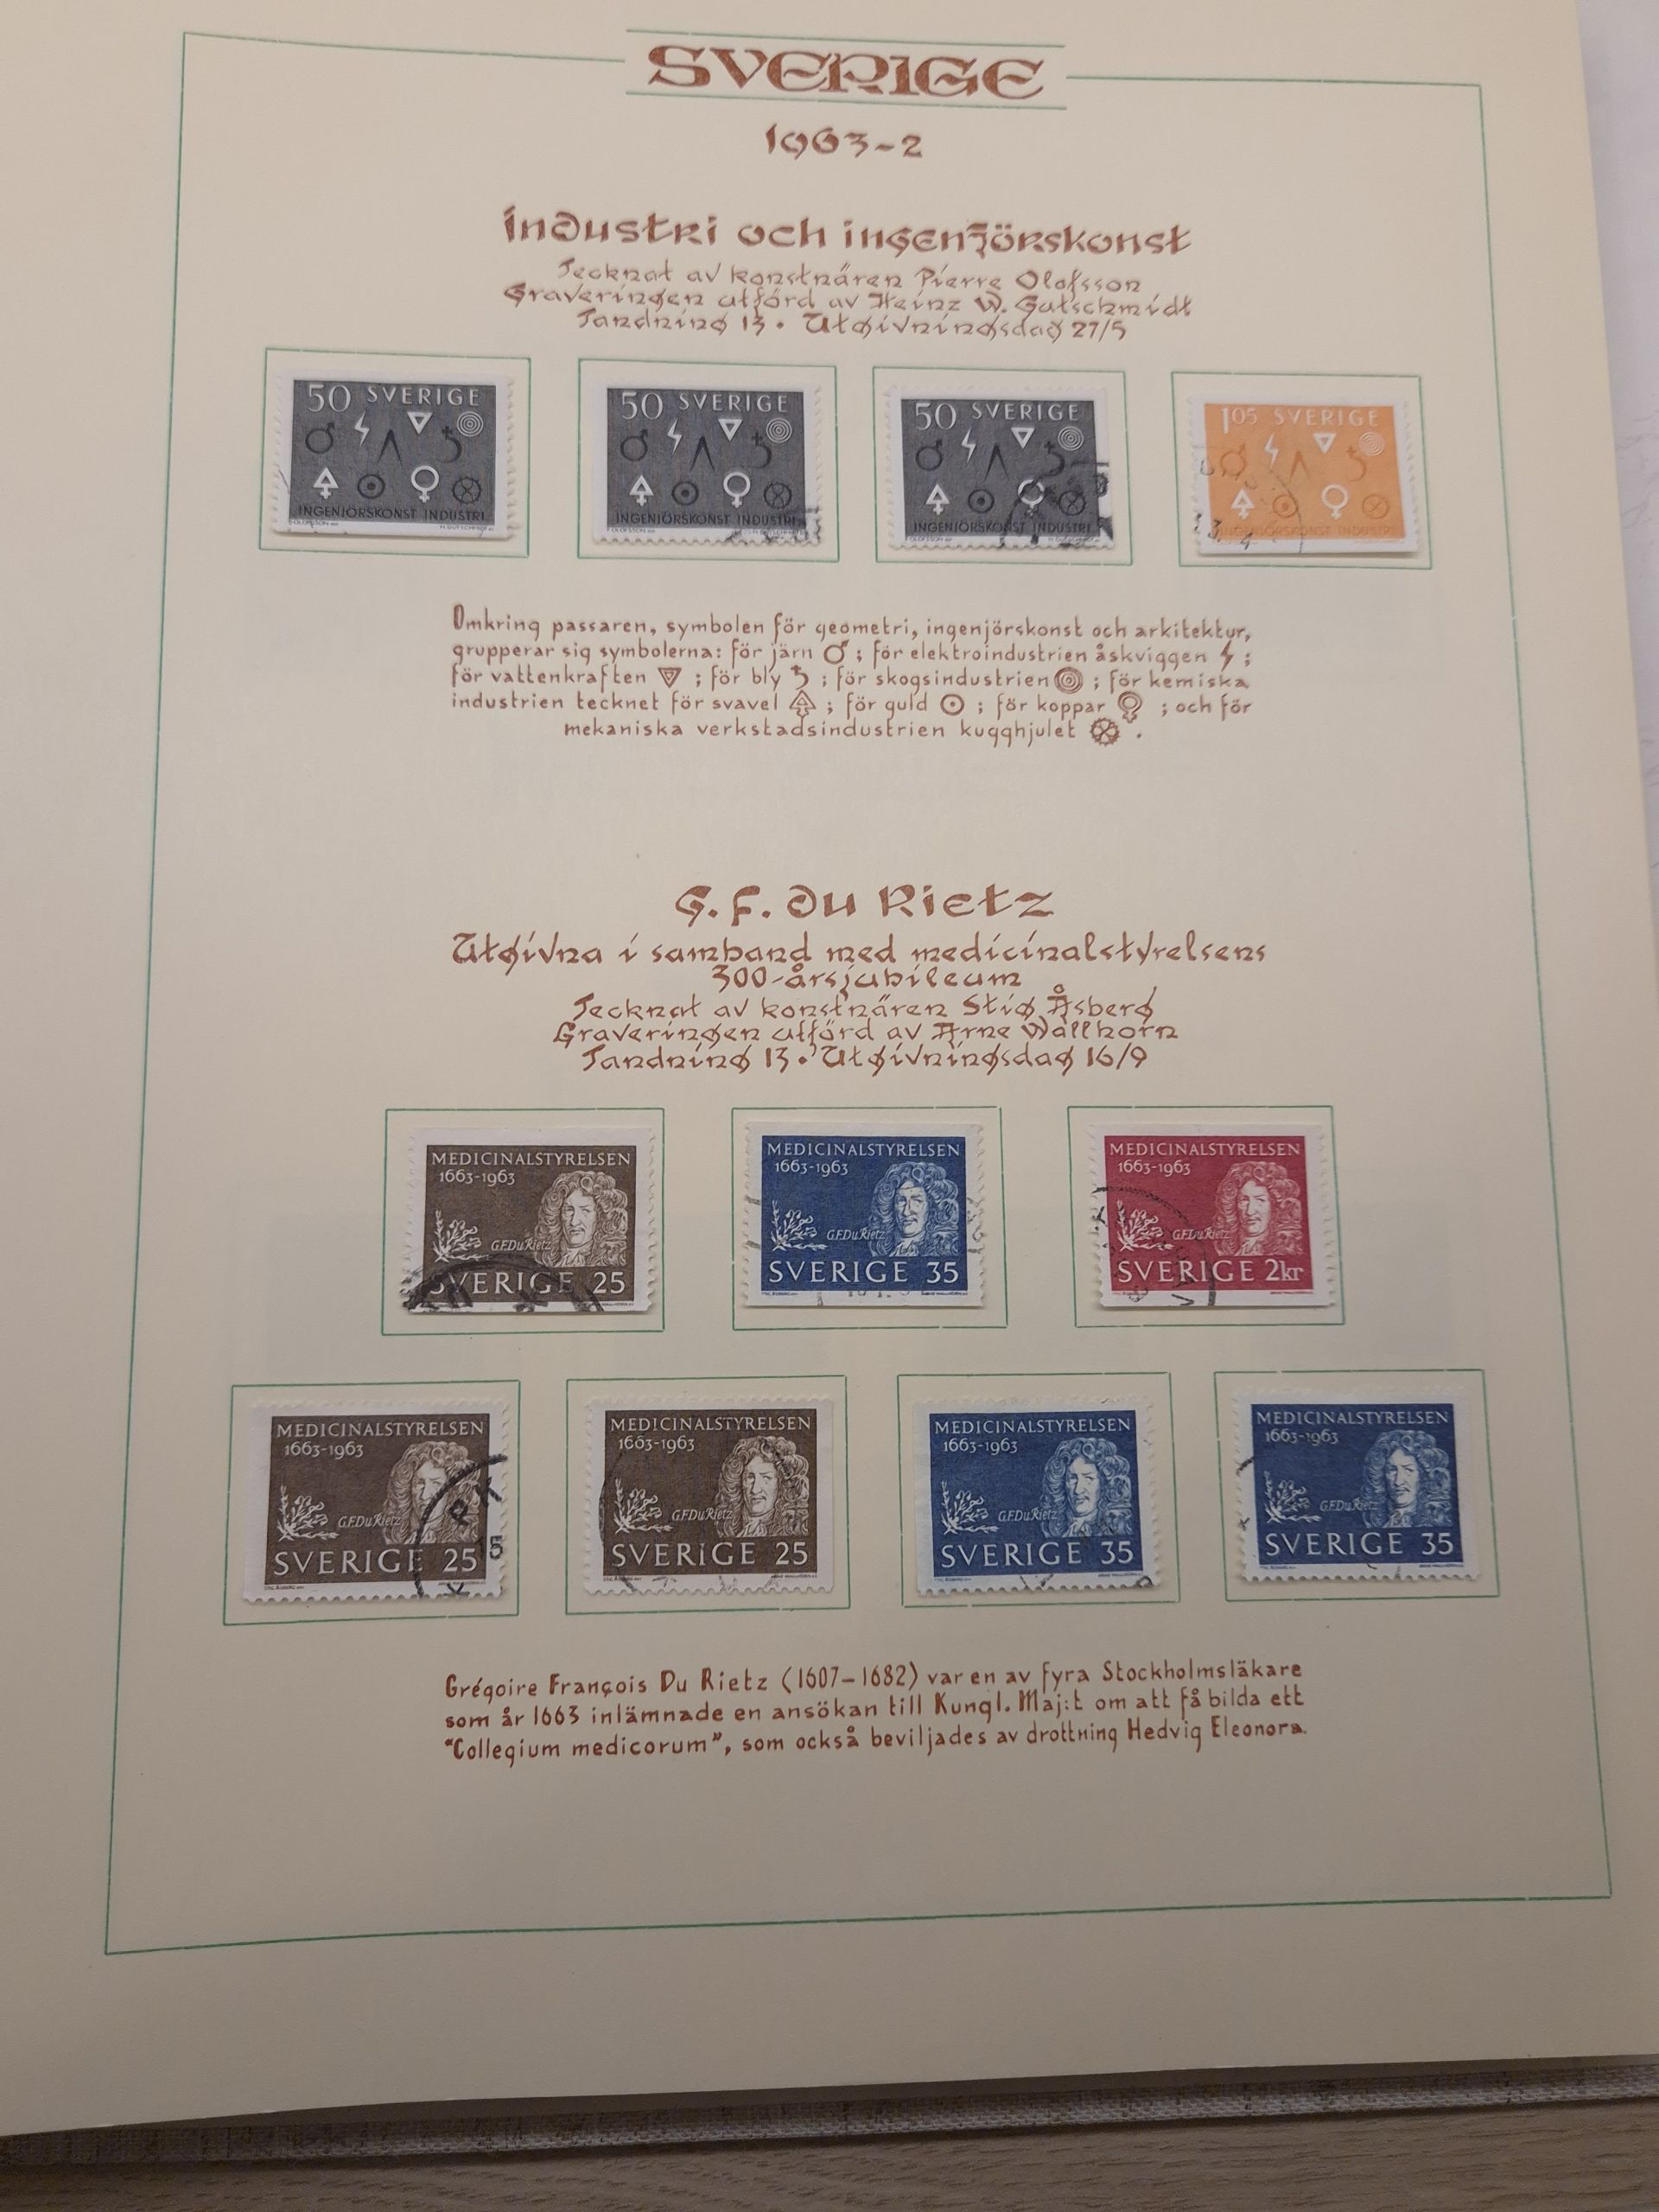 SVERIGE
1963-2
Industri och ingenjörskonst
Tecknat av konstnären Pierre Olofsson
Graveringen utförd av Heinz W. Gutschmidt
Tandning 13. Utgivningsdag 27/5
50 SVERIGE
INGENJÖRSKONST INDUSTRI
50 SVERIGE
INGENJÖRSKONST INDUSTRI
50 SVERIGE
INGENJÖRSKONST INDUSTRI
1.05 SVERIGE
INGENJÖRSKONST INDUSTRI
Omkring passaren, symbolen för geometri, ingenjörskonst och arkitektur,
grupperar sig symbolerna: för järn ♂ ; för elektroindustrien åskviggen ;
för vattenkraften ; för bly ; för skogsindustrien ; för kemiska
industrien tecknet för svavel ; för guld ; för koppar ; och för
mekaniska verkstadsindustrien kugghjulet .
G. F. du Rietz
Utgivna i samband med medicinalstyrelsens
300-årsjubileum
Tecknat av konstnären Stig Åsberg
Graveringen utförd av Arne Wallhorn
Tandning 13. Utgivningsdag 16/9
MEDICINALSTYRELSEN
1663-1963
G.F.Du Rietz
SVERIGE 25
MEDICINALSTYRELSEN
1663-1963
G.F.Du Rietz
SVERIGE 35
MEDICINALSTYRELSEN
1663-1963
G.F.Du Rietz
SVERIGE 2kr
MEDICINALSTYRELSEN
1663-1963
G.F.Du Rietz
SVERIGE 25
MEDICINALSTYRELSEN
1663-1963
G.F.Du Rietz
SVERIGE 25
MEDICINALSTYRELSEN
1663-1963
G.F.Du Rietz
SVERIGE 35
MEDICINALSTYRELSEN
1663-1963
G.F.Du Rietz
SVERIGE 35
Grégoire François Du Rietz (1607-1682) var en av fyra Stockholmsläkare
som år 1663 inlämnade en ansökan till Kungl. Maj:t om att få bilda ett
"Collegium medicorum", som också beviljades av drottning Hedvig Eleonora.